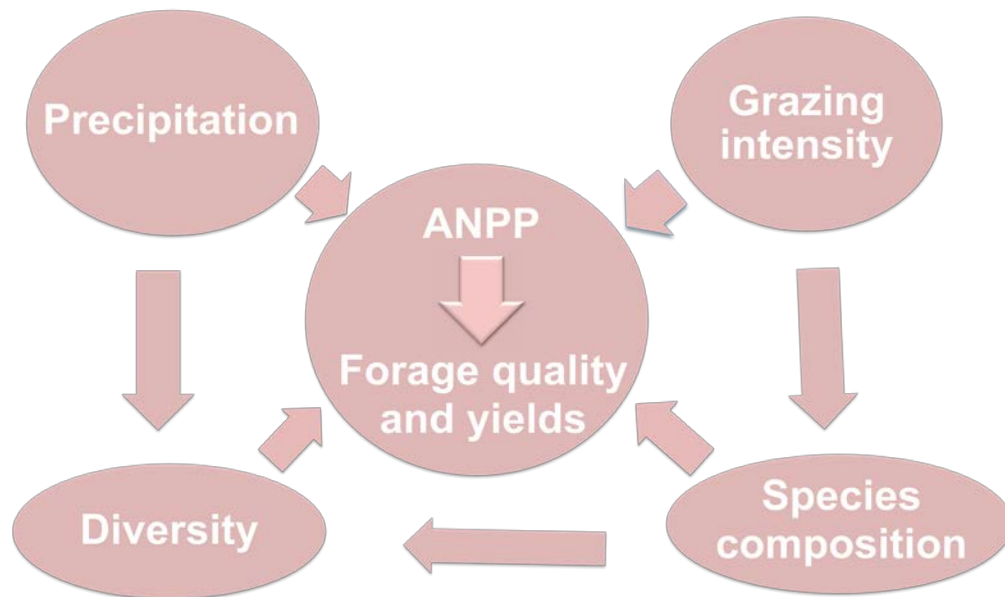 Precipitation
Grazing
intensity
ANPP
Forage quality
and yields
Diversity
Species
composition